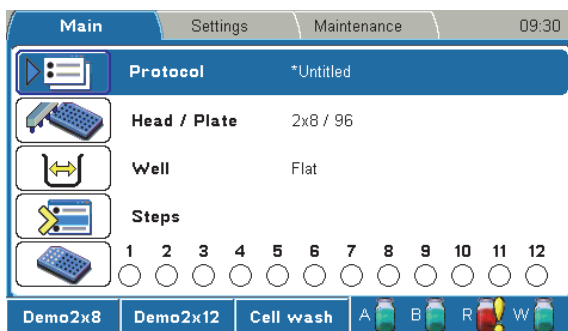 Main Settings Maintenance 09:30
Protocol *Untitled
Head / Plate 2x8 / 96
Well Flat
Steps
1 2 3 4 5 6 7 8 9 10 11 12
Demo2x8 Demo2x12 Cell wash A B R W